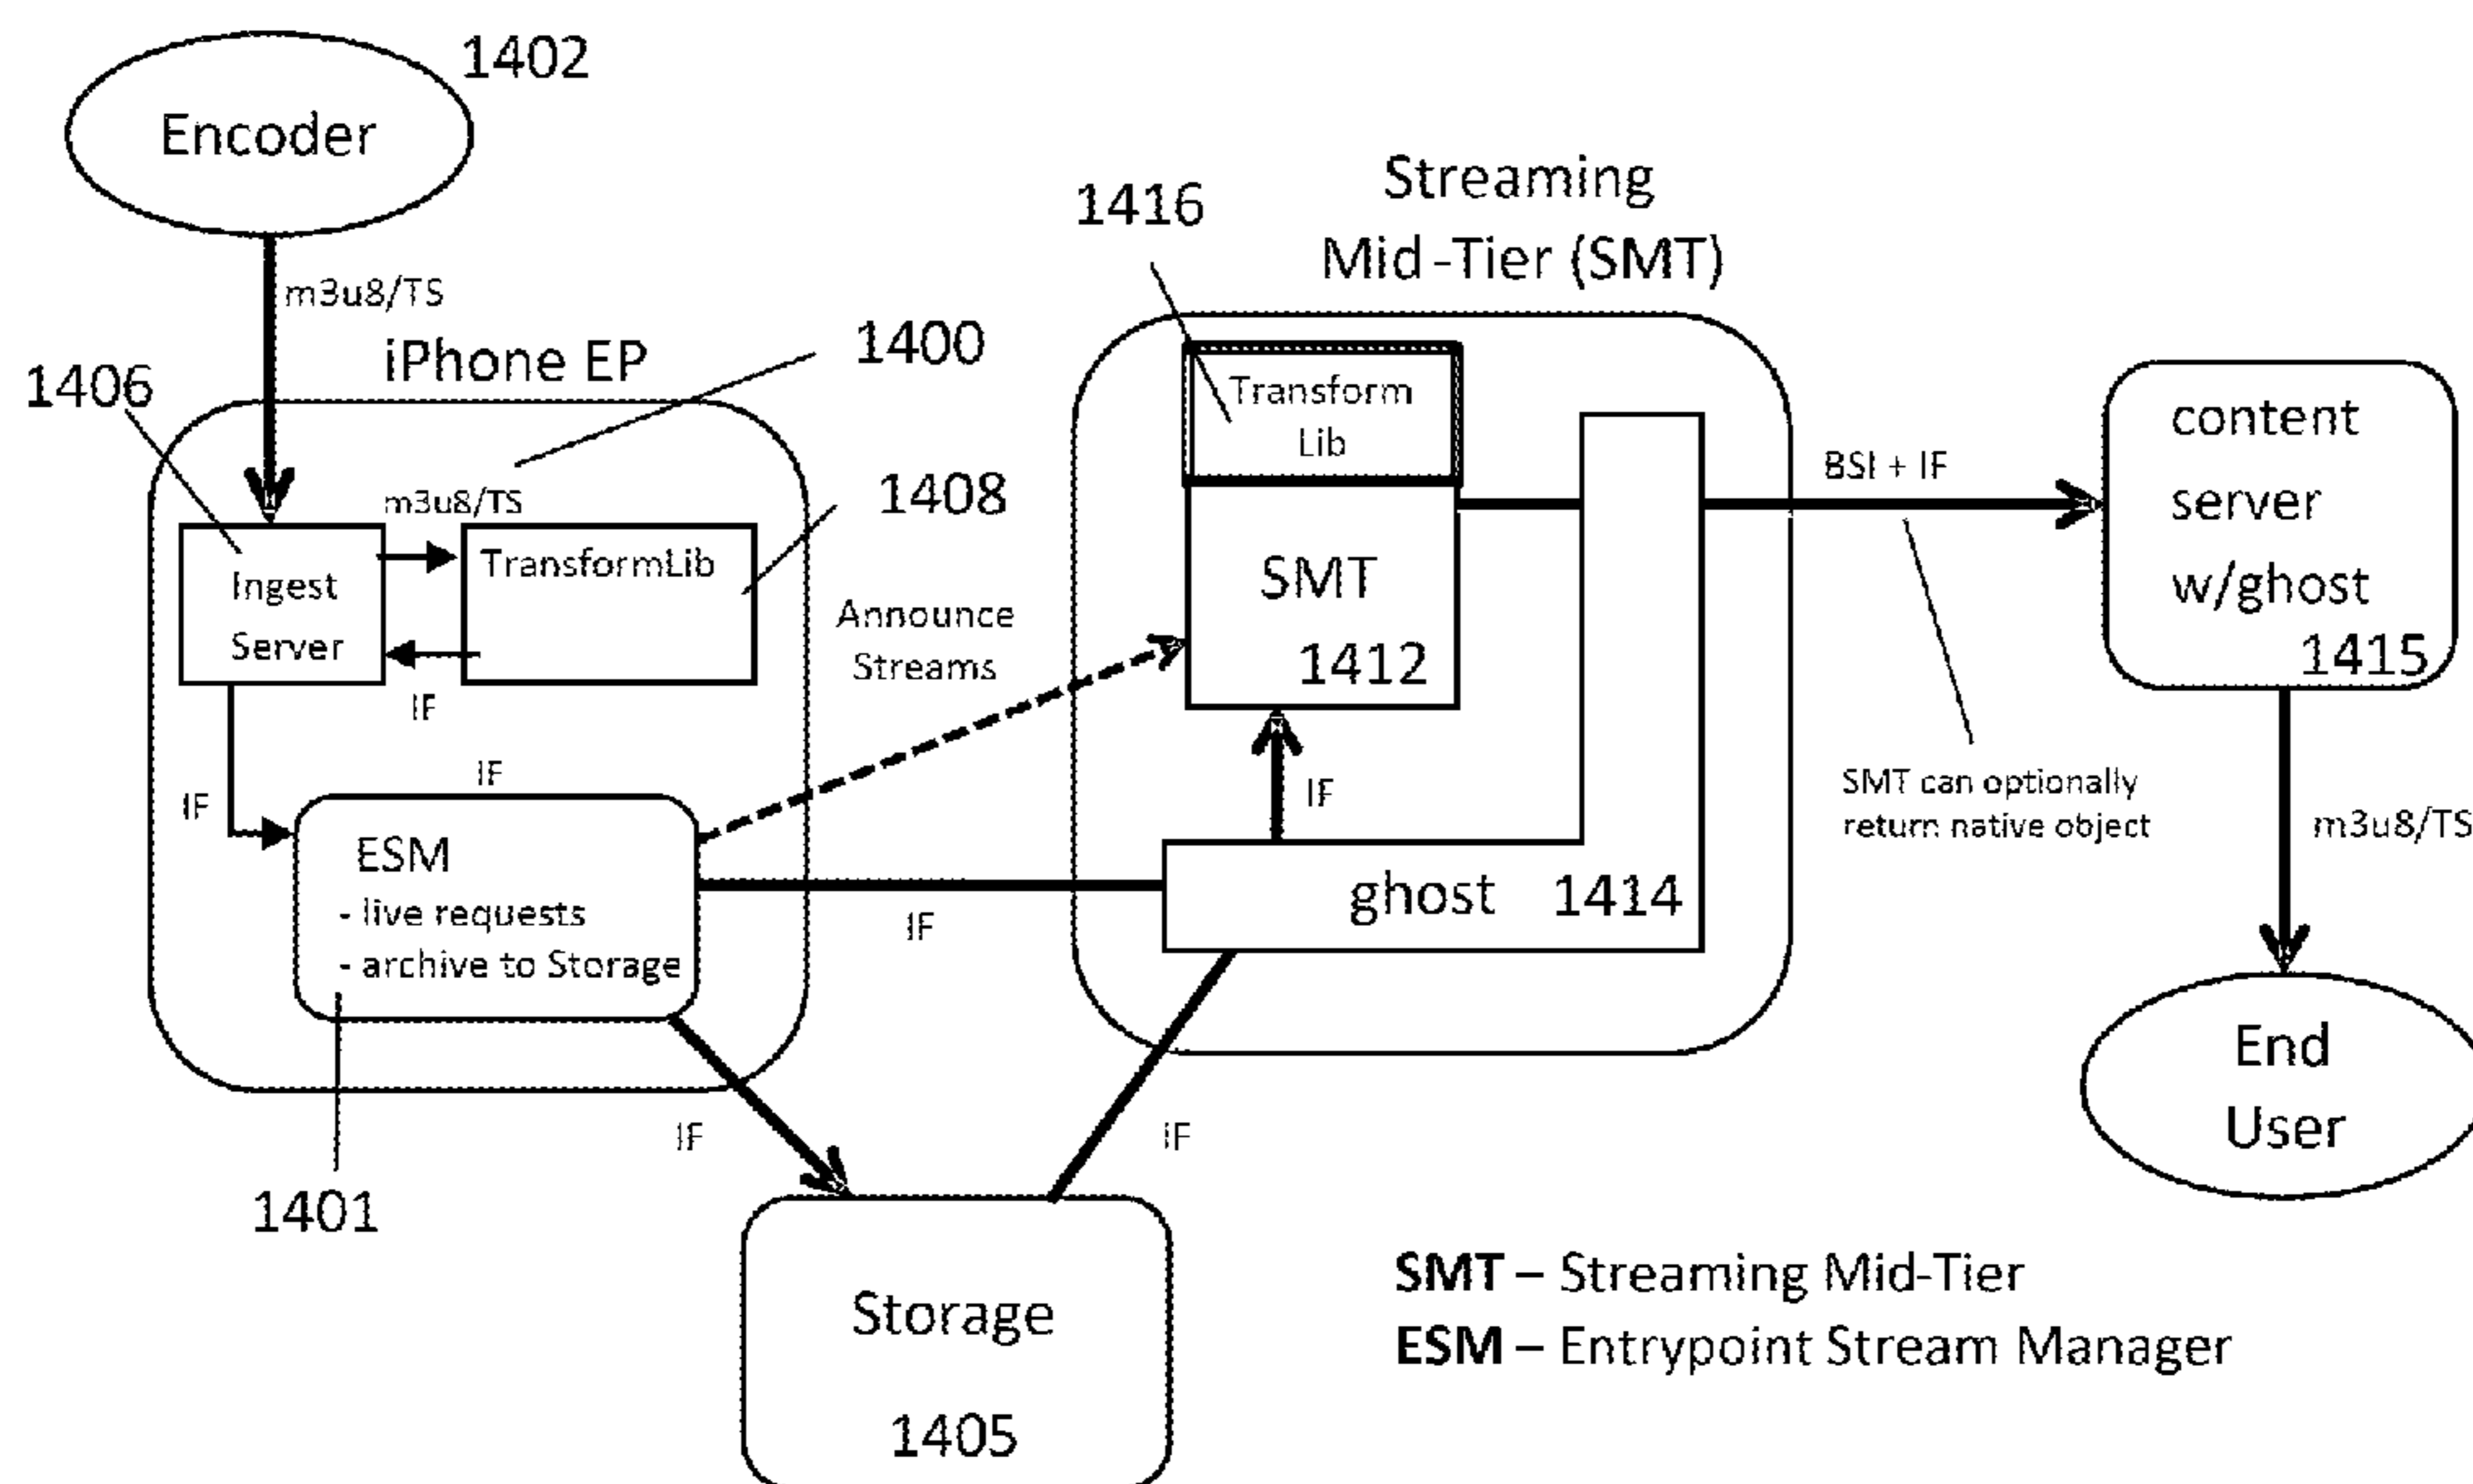 1402
Encoder
m3u8/TS
iPhone EP
1400
1406
m3u8/TS
1408
Ingest
Server
TransformLib
IF
IF
IF
ESM
- live requests
- archive to Storage
1401
Announce
Streams
IF
IF
IF
Storage
1405
Streaming
Mid-Tier (SMT)
1416
Transform
Lib
SMT
1412
IF
ghost 1414
BSI + IF
SMT can optionally
return native object
content
server
w/ghost
1415
m3u8/TS
End
User
SMT – Streaming Mid-Tier
ESM – Entrypoint Stream Manager